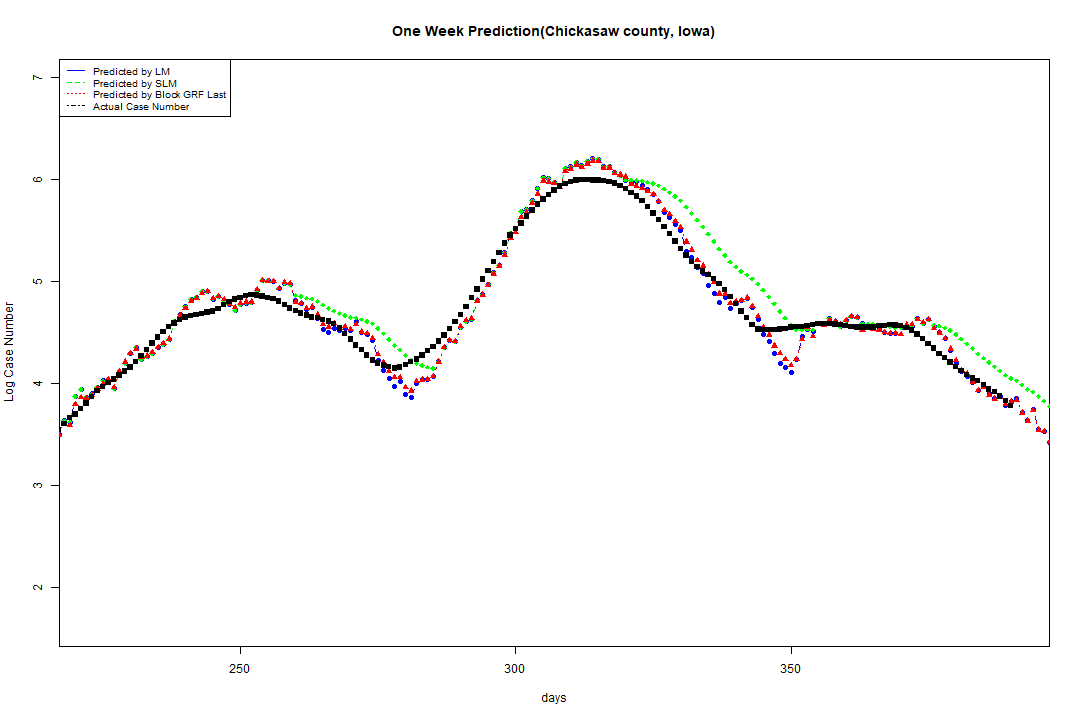 One Week Prediction(Chickasaw county, Iowa)
Predicted by LM
Predicted by SLM
Predicted by Block GRF Last
Actual Case Number
7
6
5
4
3
2
Log Case Number
250
300
350
days